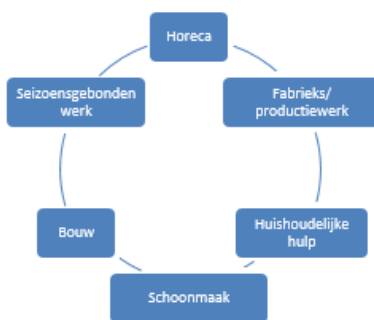 Horeca
Fabrieks/
productiewerk
Huishoudelijke
hulp
Schoonmaak
Bouw
Seizoensgebonden
werk